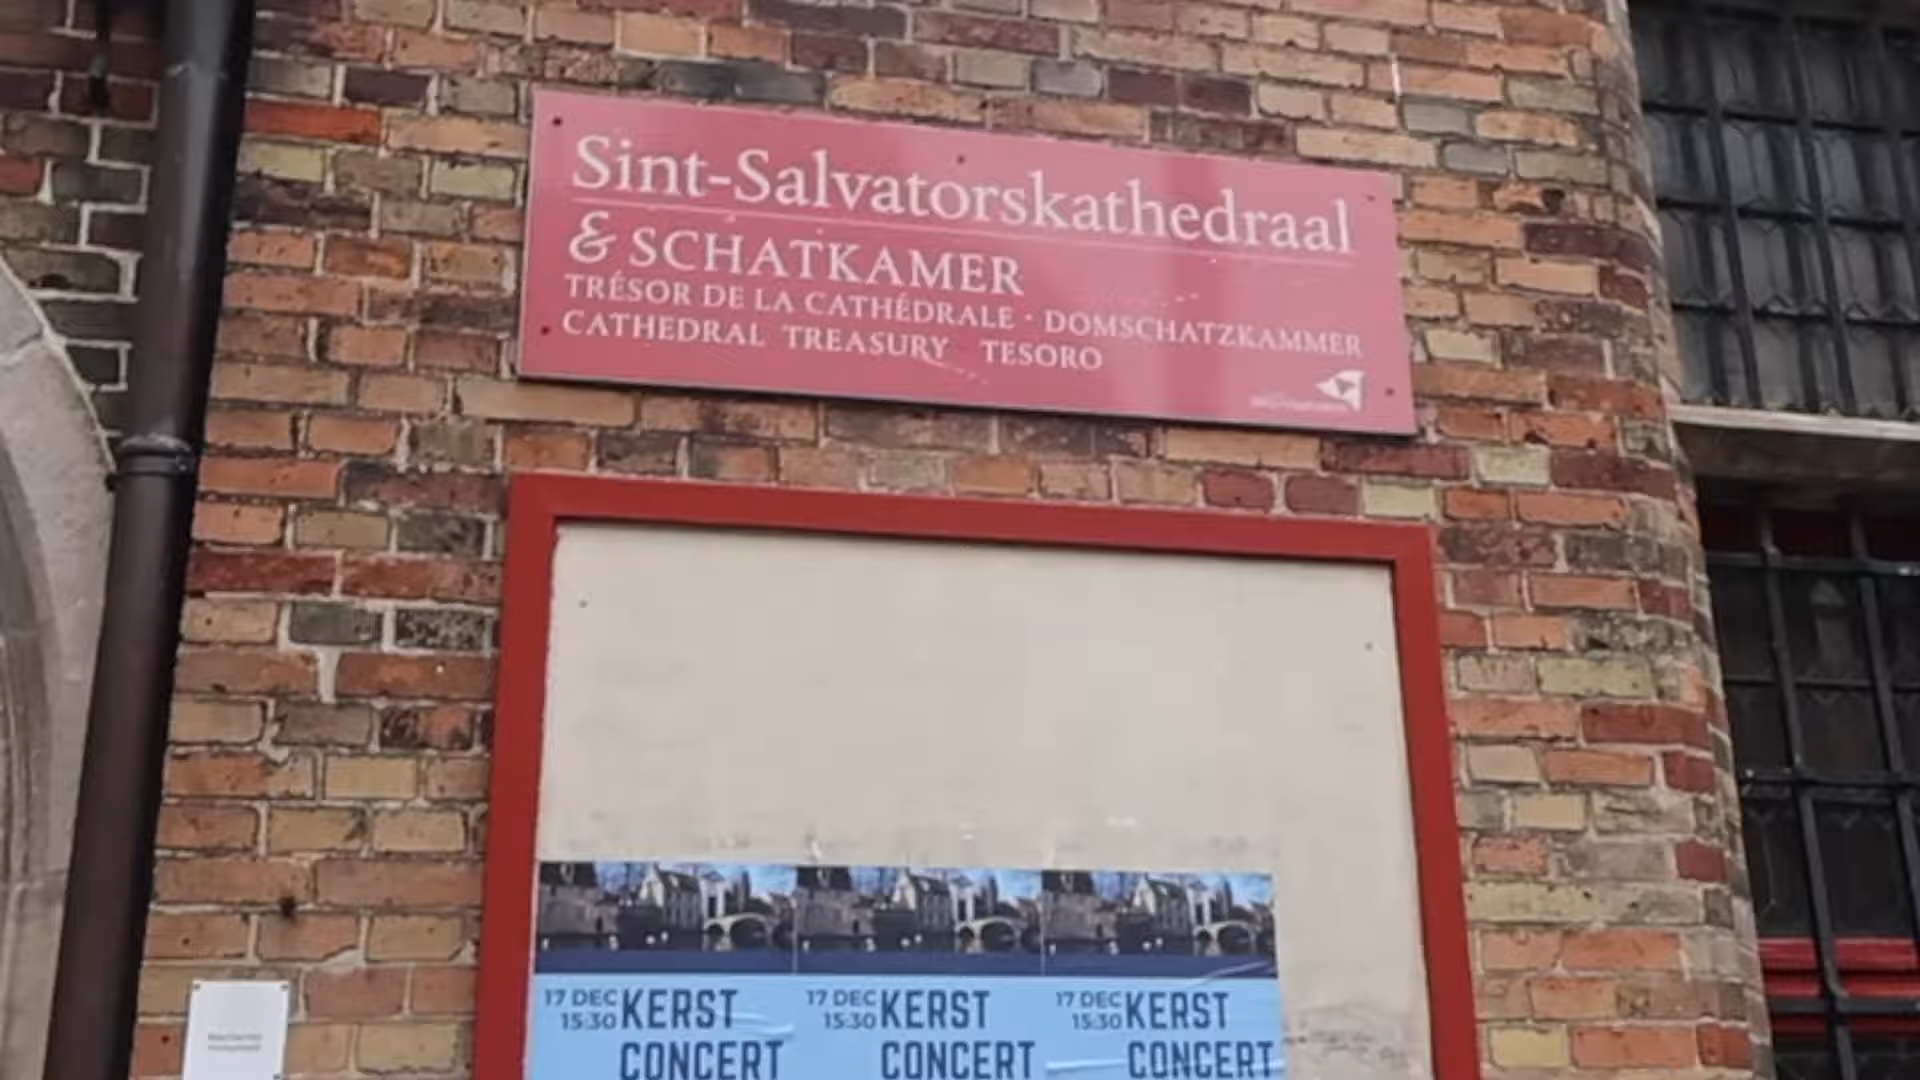 Sint-Salvatorskathedraal
& SCHATKAMER
TRÉSOR DE LA CATHÉDRALE · DOMSCHATZKAMMER
CATHEDRAL TREASURY · TESORO
17 DEC
15:30
KERST
CONCERT
17 DEC
15:30
KERST
CONCERT
17 DEC
15:30
KERST
CONCERT